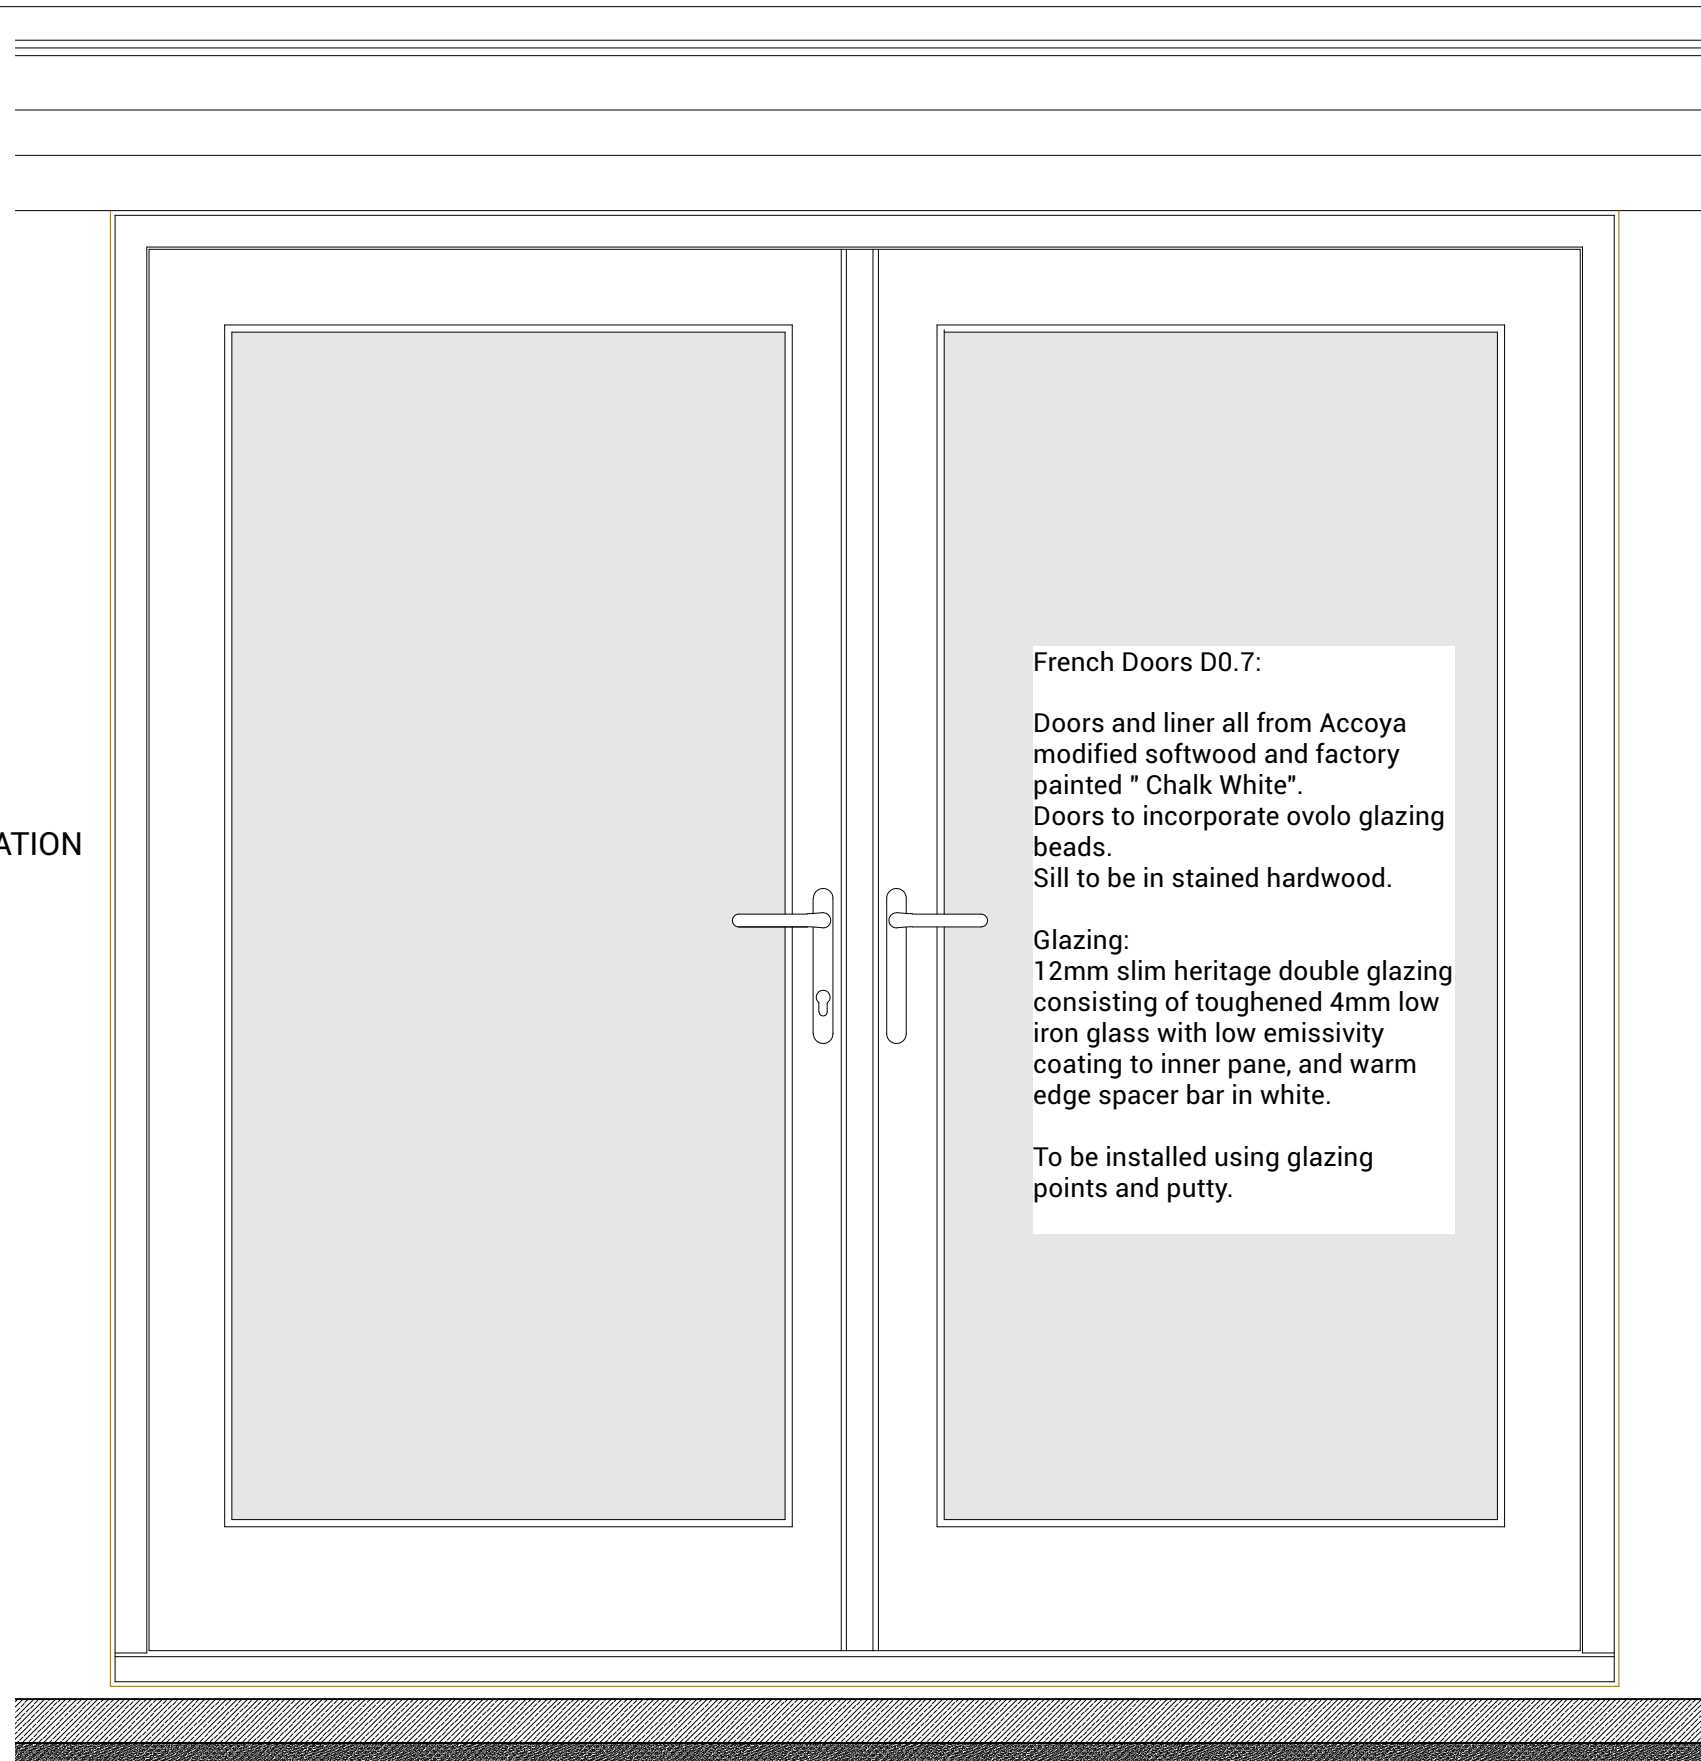 French Doors D0.7:
Doors and liner all from Accoya
modified softwood and factory
painted " Chalk White".
Doors to incorporate ovolo glazing
beads.
ATION
Sill to be in stained hardwood.
Glazing:
12mm slim heritage double glazing
consisting of toughened 4mm low
iron glass with low emissivity
coating to inner pane, and warm
edge spacer bar in white.
To be installed using glazing
points and putty.